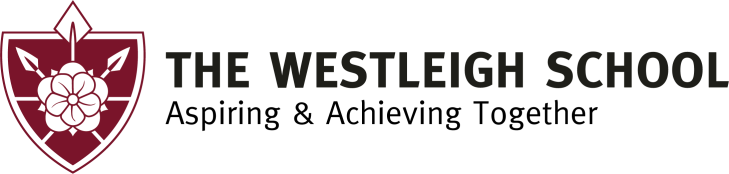 THE WESTLEIGH SCHOOL
Aspiring & Achieving Together